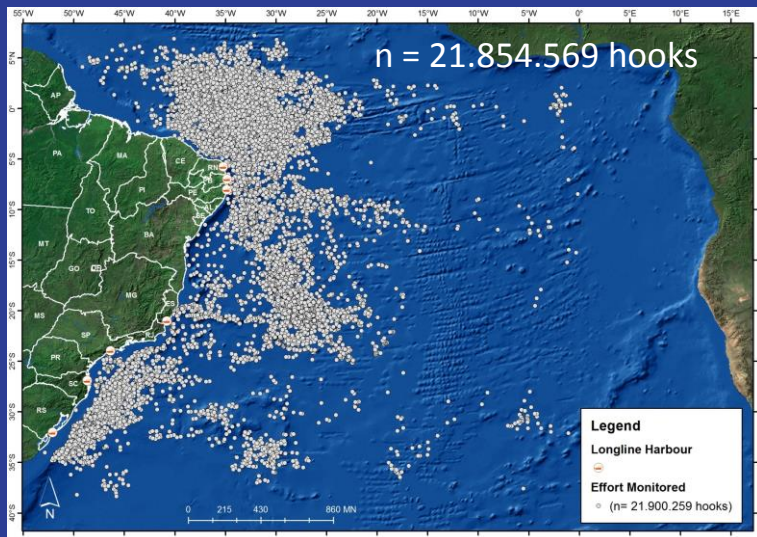 n = 21.854.569 hooks
55°W 50°W 45°W 40°W 35°W 30°W 25°W 20°W 15°W 10°W 5°W 0° 5°E 10°E 15°E
5°N
0°
5°S
10°S
15°S
20°S
25°S
30°S
35°S
40°S
AP
PA
MA
CE
RN
PI
PE
TO
AL
BA
MT
GO
DF
MG
ES
MS
SP
RJ
PR
SC
RS
N
0 215 430 860 MN
Legend
Longline Harbour
Effort Monitored
(n= 21.900.259 hooks)